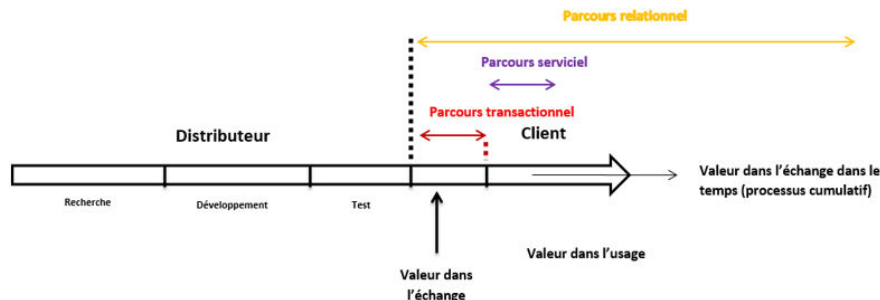 Parcours relationnel
Parcours serviciel
Parcours transactionnel
Distributeur
Client
Valeur dans l’échange dans le
temps (processus cumulatif)
Recherche
Développement
Test
Valeur dans l’usage
Valeur dans
l’échange